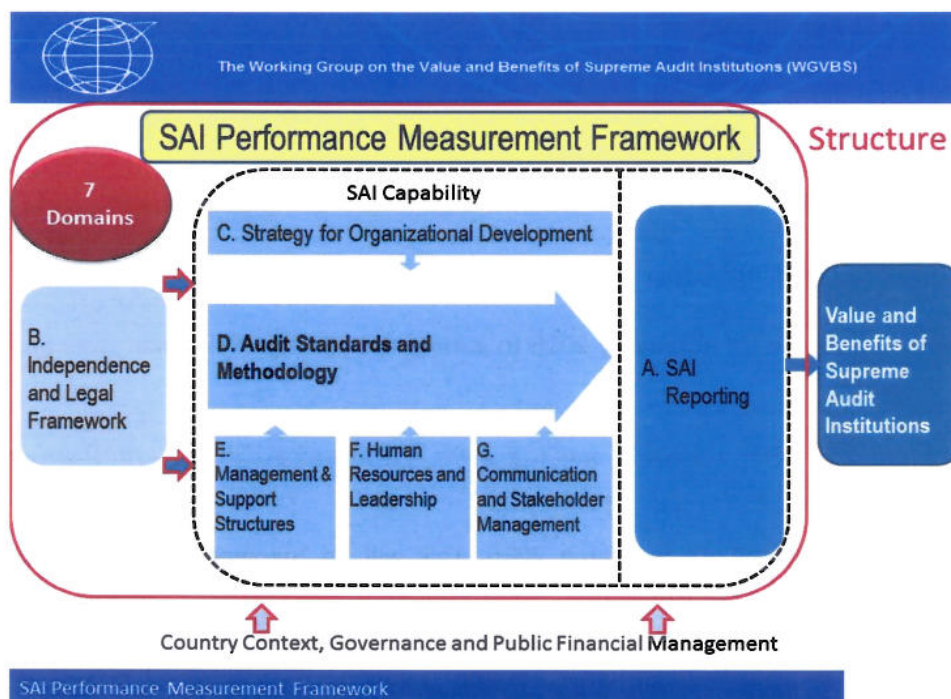 The Working Group on the Value and Benefits of Supreme Audit Institutions (WGVBS)
SAI Performance Measurement Framework
Structure
7
Domains
SAI Capability
C. Strategy for Organizational Development
B.
Independence
and Legal
Framework
D. Audit Standards and
Methodology
A. SAI
Reporting
Value and
Benefits of
Supreme
Audit
Institutions
E.
Management &
Support
Structures
F. Human
Resources and
Leadership
G.
Communication
and Stakeholder
Management
Country Context, Governance and Public Financial Management
SAI Performance Measurement Framework